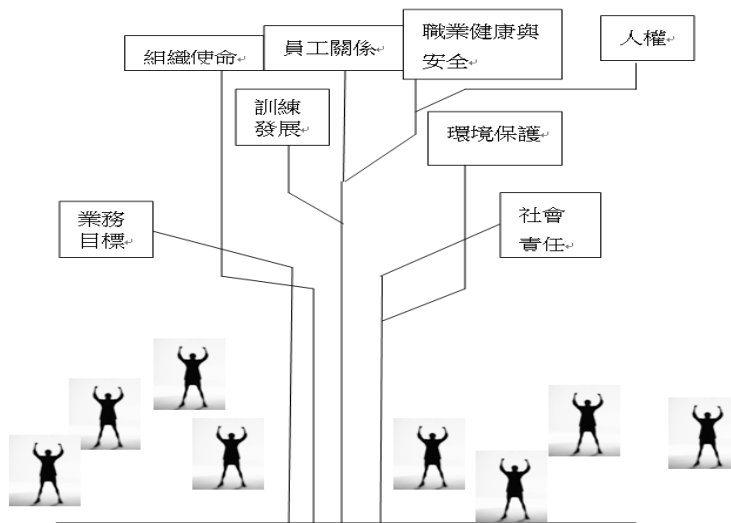 組織使命
員工關係
職業健康與
安全
人權
訓練
發展
環境保護
業務
目標
社會
責任